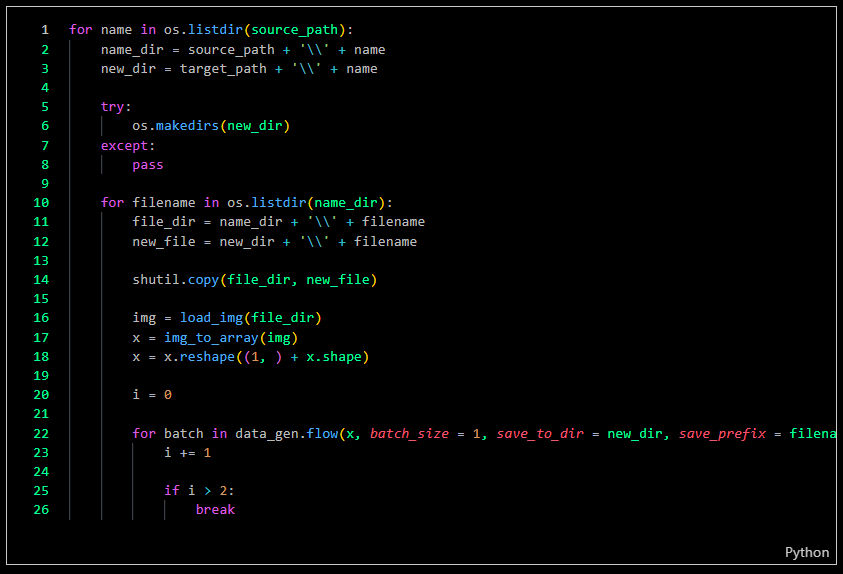 1 for name in os.listdir(source_path):
2     name_dir = source_path + '\\' + name
3     new_dir = target_path + '\\' + name
4
5     try:
6         os.makedirs(new_dir)
7     except:
8         pass
9
10     for filename in os.listdir(name_dir):
11         file_dir = name_dir + '\\' + filename
12         new_file = new_dir + '\\' + filename
13
14         shutil.copy(file_dir, new_file)
15
16         img = load_img(file_dir)
17         x = img_to_array(img)
18         x = x.reshape((1, ) + x.shape)
19
20         i = 0
21
22         for batch in data_gen.flow(x, batch_size = 1, save_to_dir = new_dir, save_prefix = filena
23             i += 1
24
25             if i > 2:
26                 break
Python